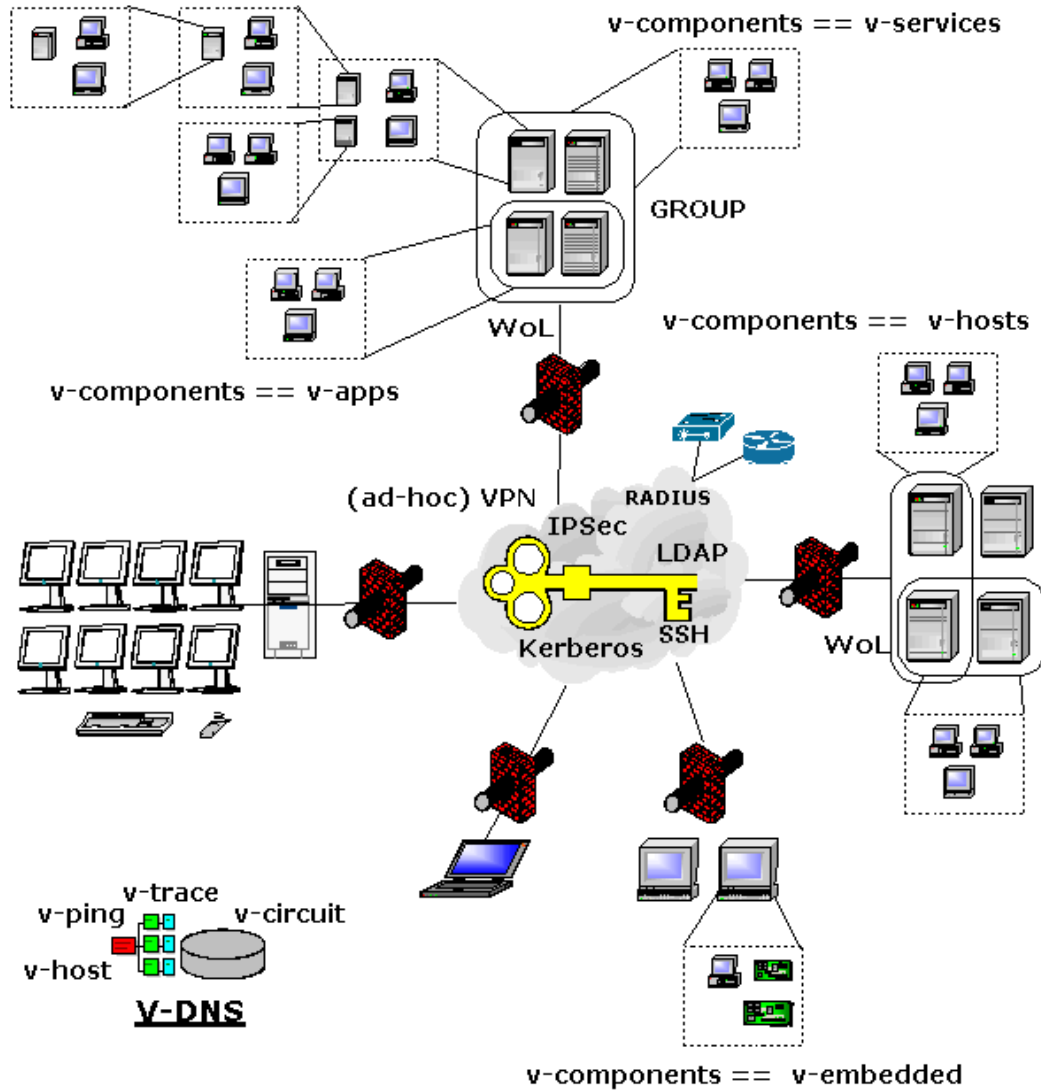 v-components == v-services
GROUP
WoL
v-components == v-hosts
v-components == v-apps
(ad-hoc) VPN
RADIUS
IPSec
LDAP
Kerberos
SSH
WoL
v-trace
v-ping
v-circuit
v-host
V-DNS
v-components == v-embedded